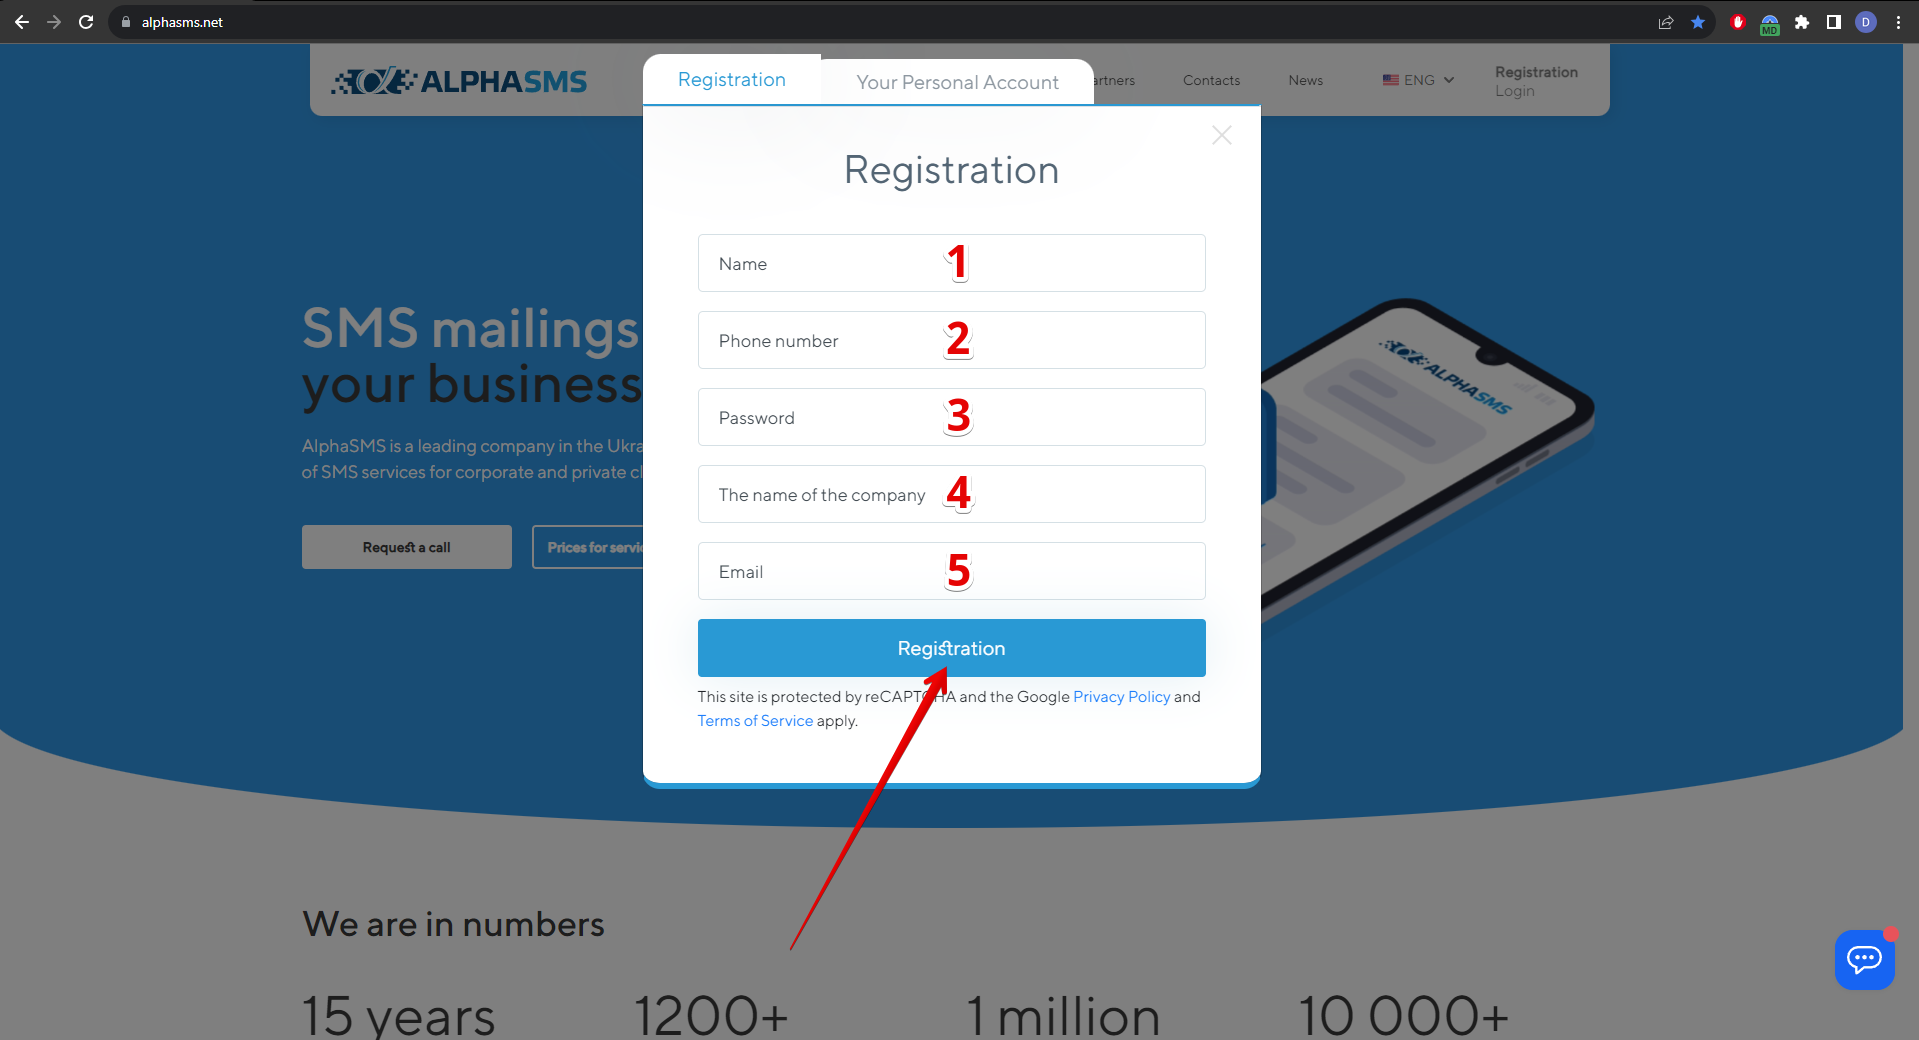 alphasms.net
D
MD
ALPHASMS
Registration
Your Personal Account
artners
Contacts
News
ENG
Registration
Login
Registration
Name
1
Phone number
2
Password
3
The name of the company
4
Email
5
Registration
This site is protected by reCAPTCHA and the Google Privacy Policy and
Terms of Service apply.
SMS mailings
your business
AlphaSMS is a leading company in the Ukra
of SMS services for corporate and private cl
Request a call
Prices for servic
ALPHASMS
We are in numbers
15 years
1200+
1 million
10 000+